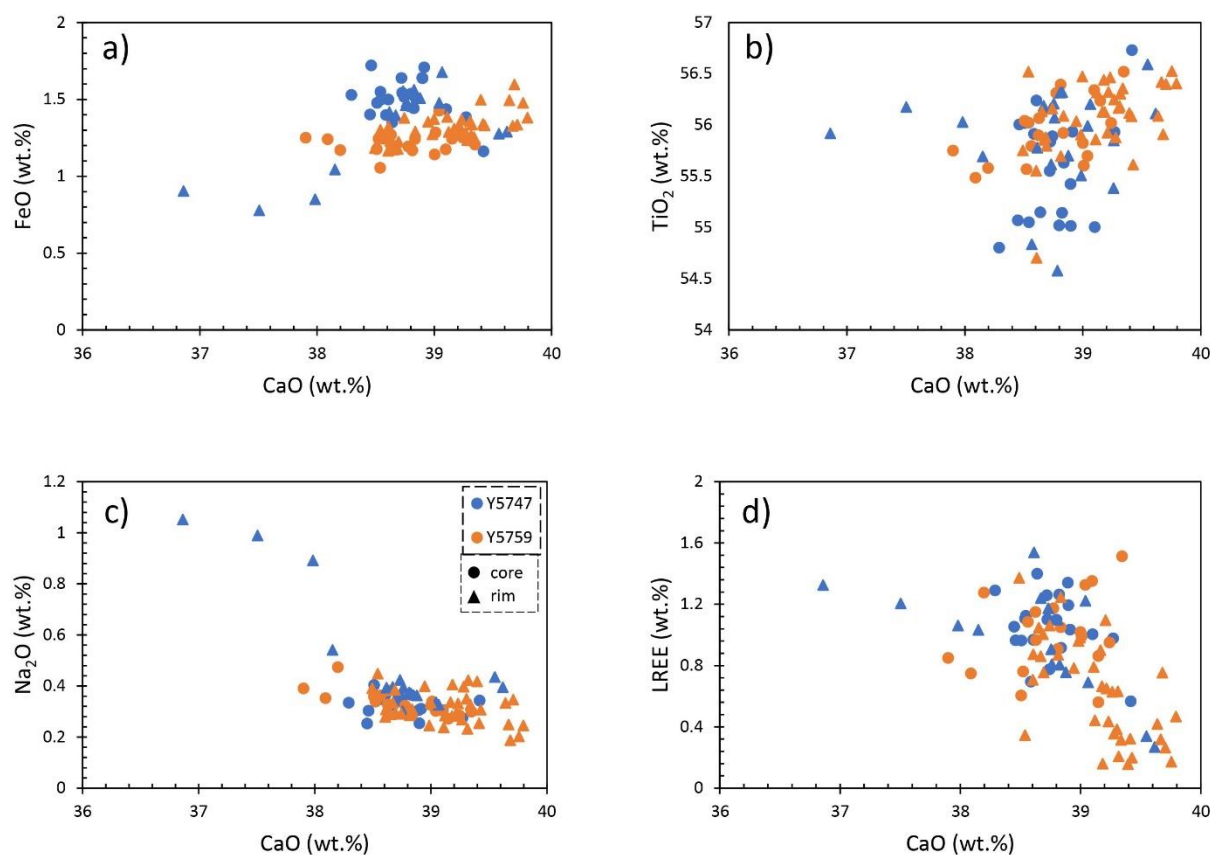 a)
2
1.5
1
0.5
0
FeO (wt.%)
36 37 38 39 40
CaO (wt.%)
b)
57
56.5
56
55.5
55
54.5
54
TiO₂ (wt.%)
36 37 38 39 40
CaO (wt.%)
c)
1.2
1
0.8
0.6
0.4
0.2
0
Na₂O (wt.%)
Y5747
Y5759
core
rim
36 37 38 39 40
CaO (wt.%)
d)
2
1.6
1.2
0.8
0.4
0
LREE (wt.%)
36 37 38 39 40
CaO (wt.%)